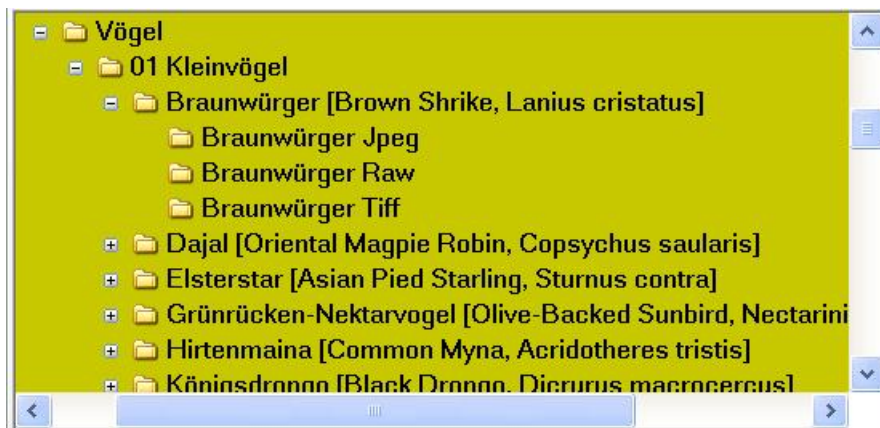 Vögel
01 Kleinvögel
Braunwürger [Brown Shrike, Lanius cristatus]
Braunwürger Jpeg
Braunwürger Raw
Braunwürger Tiff
Dajal [Oriental Magpie Robin, Copsychus saularis]
Elsterstar [Asian Pied Starling, Sturnus contra]
Grünrücken-Nektarvogel [Olive-Backed Sunbird, Nectarini
Hirtenmaina [Common Myna, Acridotheres tristis]
Königsdrongo [Black Drongo, Dicrurus macrocercus]